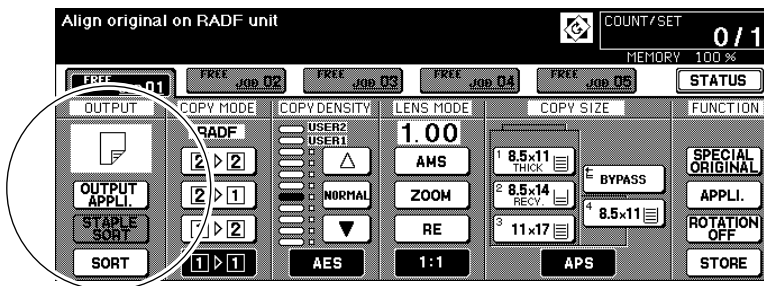 Align original on RADF unit
COUNT/SET
0/1
MEMORY 100 %
FREE 01
FREE JOB 02
FREE JOB 03
FREE JOB 04
FREE JOB 05
STATUS
OUTPUT
COPY MODE
COPY DENSITY
LENS MODE
COPY SIZE
FUNCTION
OUTPUT
APPLI.
STAPLE
SORT
SORT
RADF
2 ▷ 2
2 ▷ 1
1 ▷ 2
1 ▷ 1
USER2
USER1
△
NORMAL
▼
AES
1.00
AMS
ZOOM
RE
1:1
1 8.5x11
THICK
2 8.5x14
RECY.
3 11x17
BYPASS
4 8.5x11
APS
SPECIAL
ORIGINAL
APPLI.
ROTATION
OFF
STORE